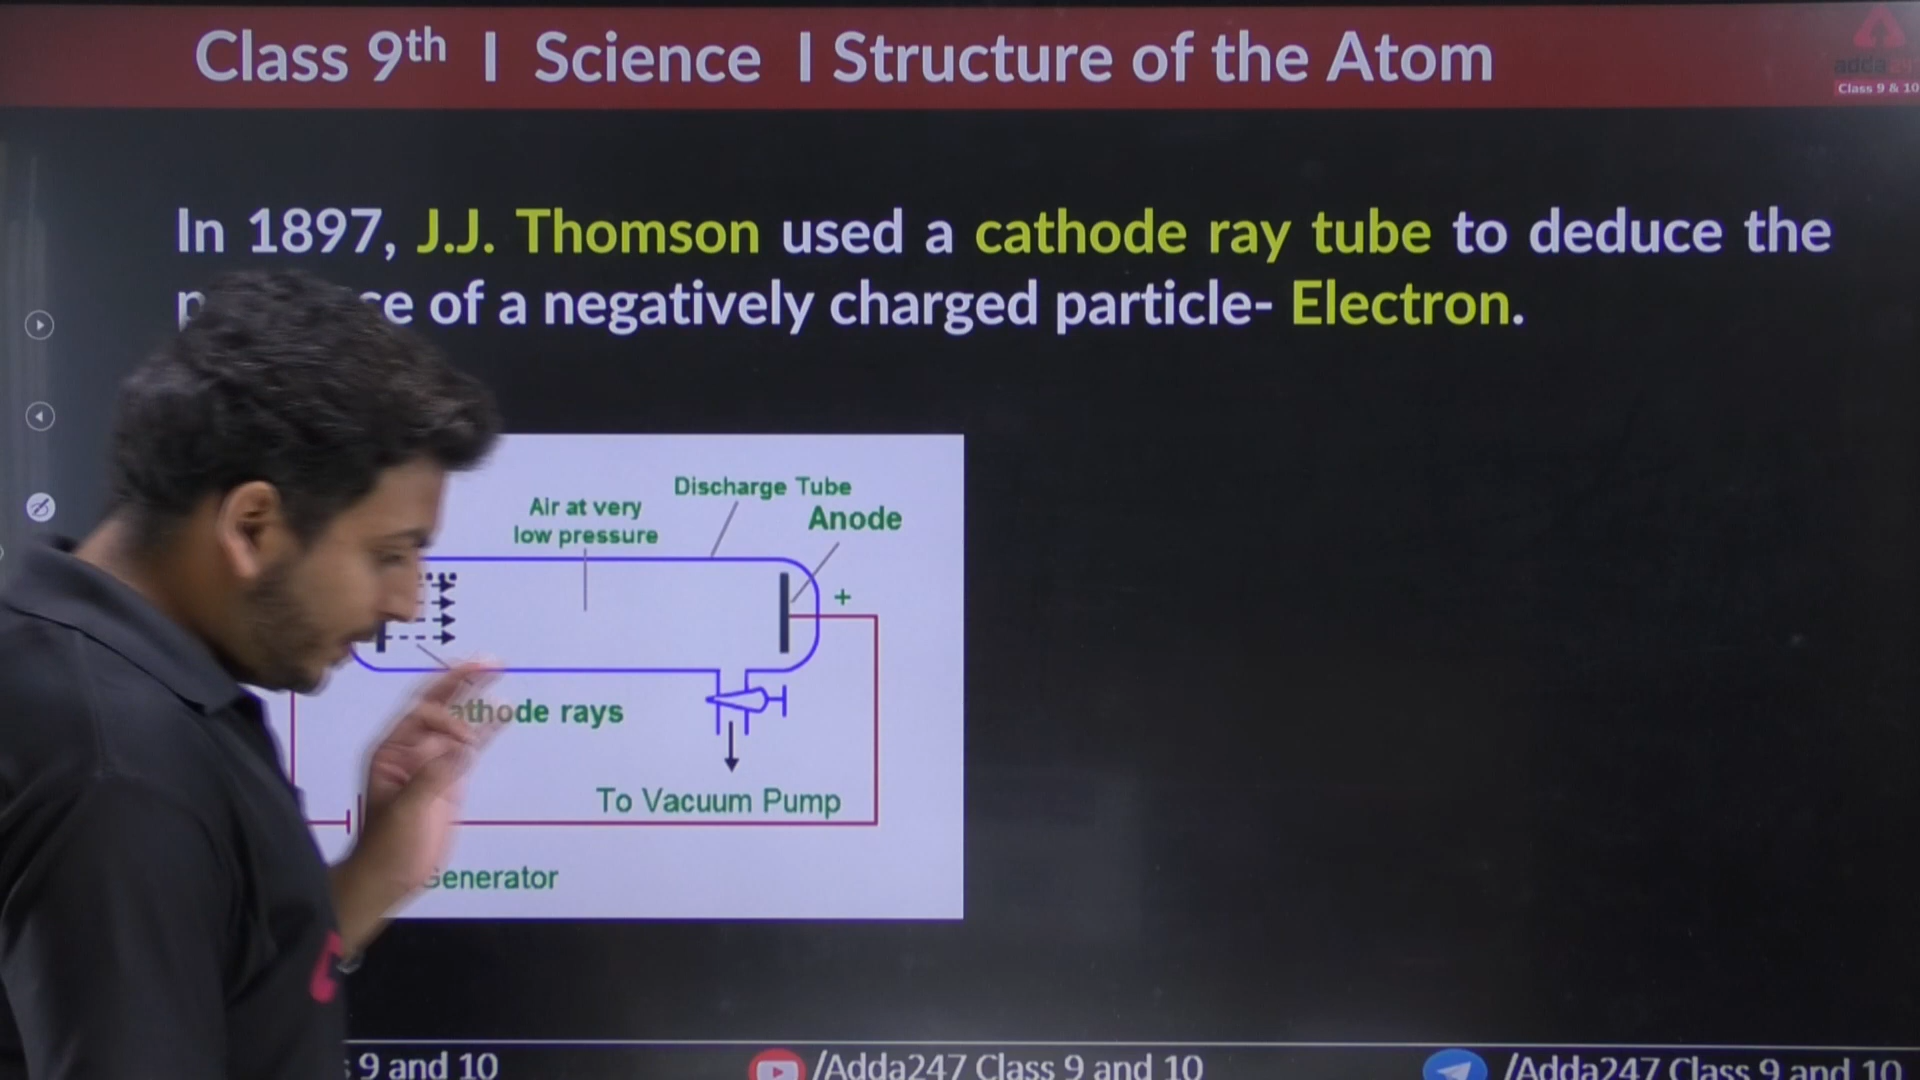 Class 9th I Science I Structure of the Atom
adda
Class 9 & 10
In 1897, J.J. Thomson used a cathode ray tube to deduce the
of a negatively charged particle- Electron.
Discharge Tube
Air at very
low pressure
Anode
+
athode rays
To Vacuum Pump
Generator
9 and 10
/Adda247 Class 9 and 10
/Adda247 Class 9 and 10